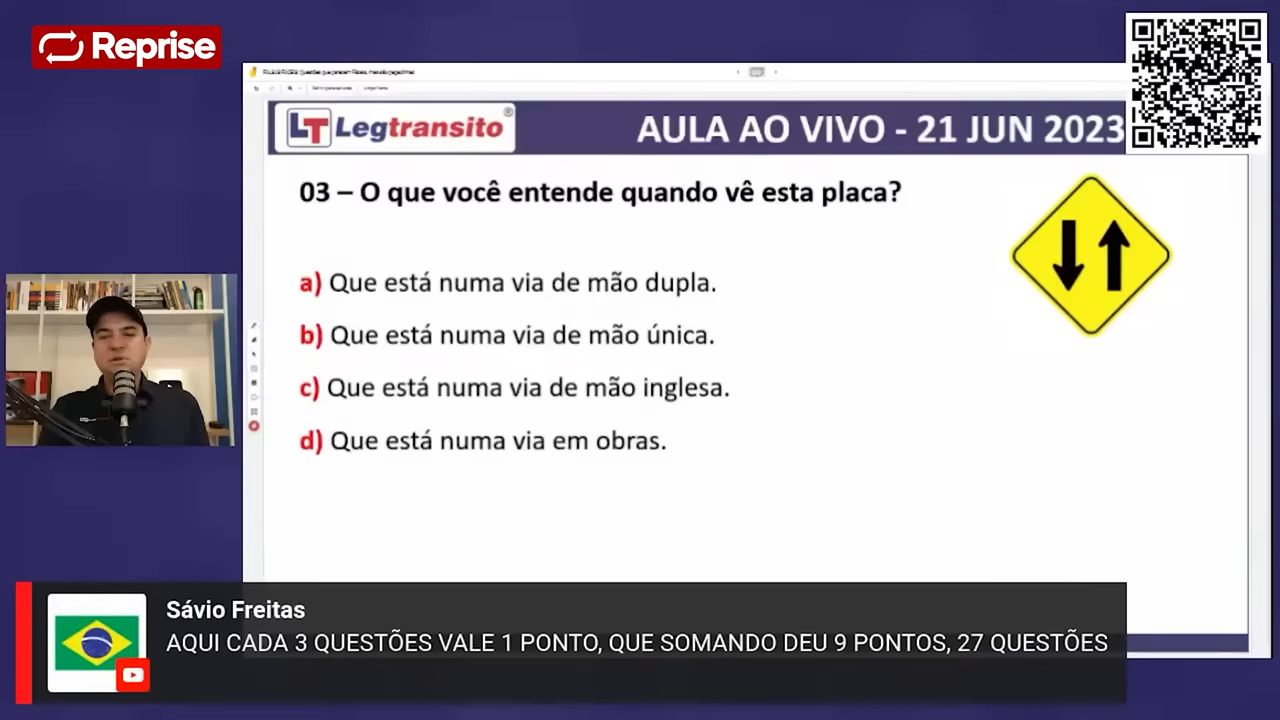 Reprise
LT Legtransito®
AULA AO VIVO - 21 JUN 2023
03 – O que você entende quando vê esta placa?
a) Que está numa via de mão dupla.
b) Que está numa via de mão única.
c) Que está numa via de mão inglesa.
d) Que está numa via em obras.
Sávio Freitas
AQUI CADA 3 QUESTÕES VALE 1 PONTO, QUE SOMANDO DEU 9 PONTOS, 27 QUESTÕES